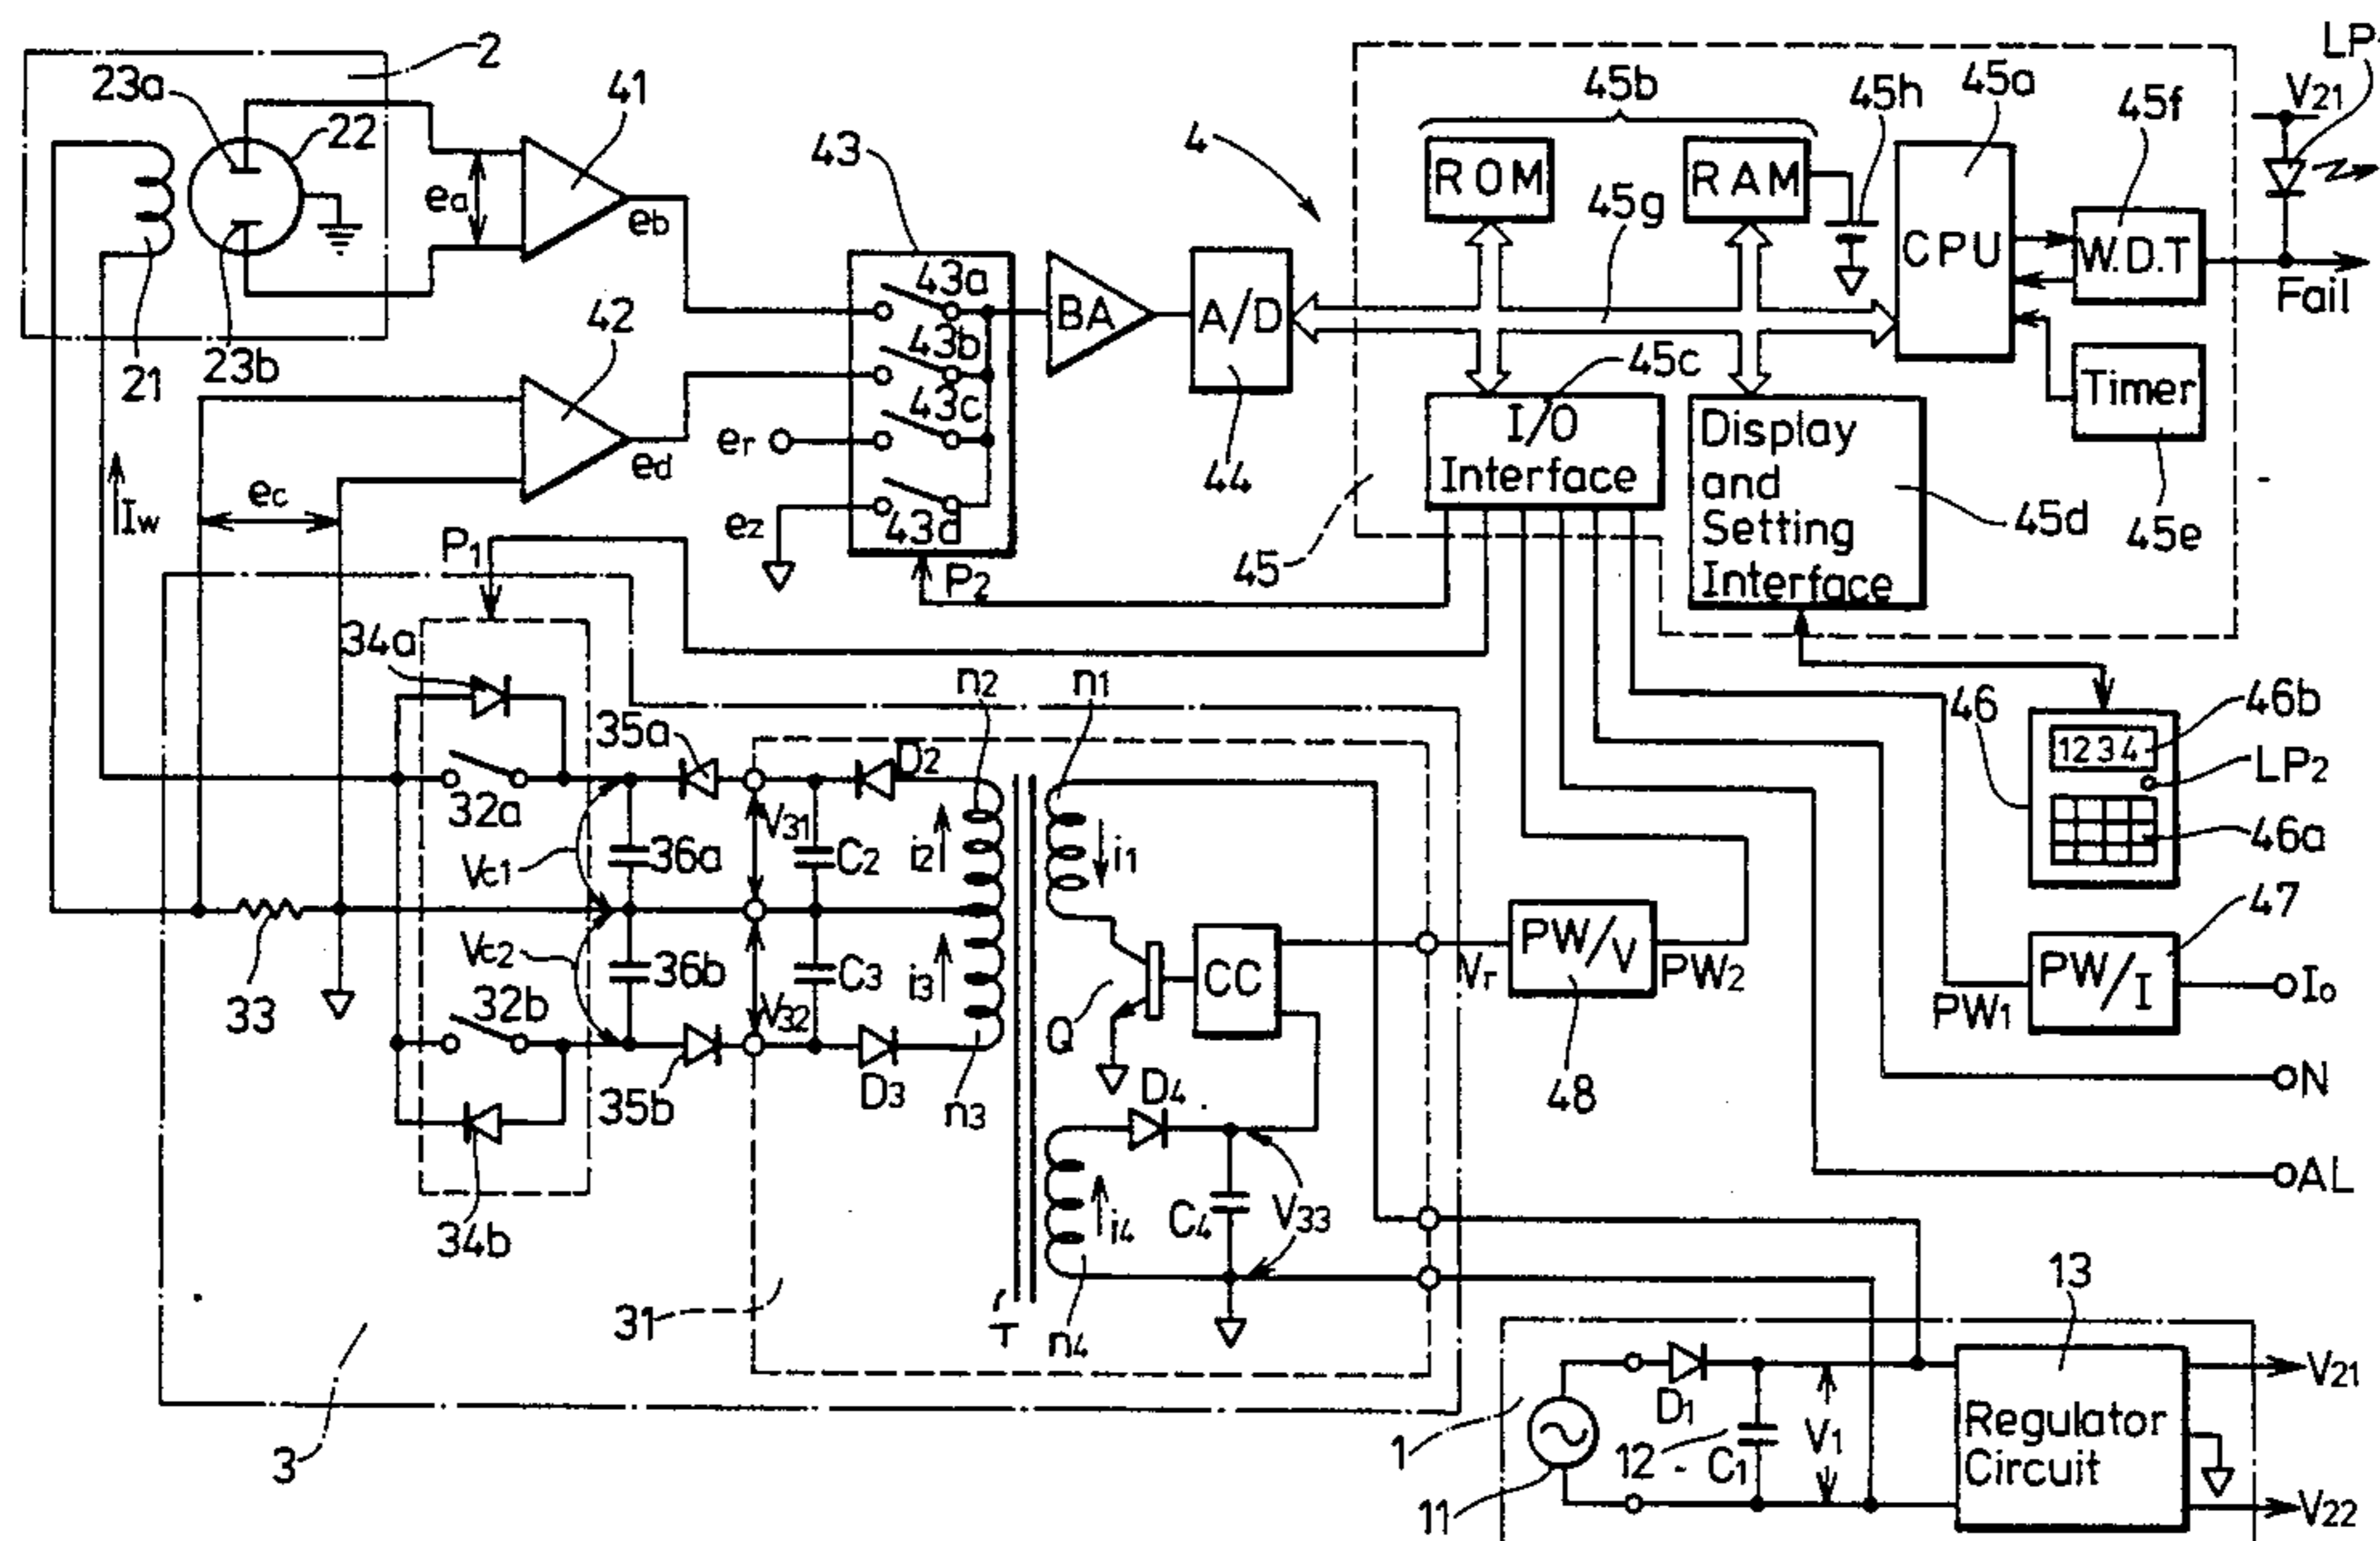 2
23a
22
21
23b
41
ea
eb
42
ed
ec
Iw
43
43a
43b
43c
43d
er
ez
P1
P2
BA
A/D
44
4
45
45b
ROM
RAM
45h
45a
CPU
45f
W.D.T
45g
45c
I/O
Interface
Display
and
Setting
Interface
45d
Timer
45e
LP
V21
Fail
46
46b
1234
LP2
46a
47
PW/I
PW1
Io
N
AL
PW/V
PW2
48
Vr
34a
32a
35a
36a
Vc1
V31
C2
D2
n2
n1
i2
i1
33
Vc2
36b
V32
C3
i3
32b
35b
D3
n3
34b
Q
CC
D4
C4
V33
i4
n4
T
31
3
1
11
D1
12
C1
V1
13
Regulator
Circuit
V21
V22